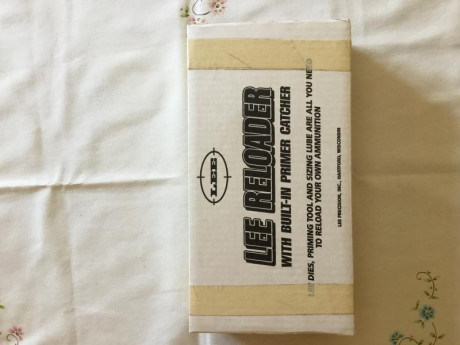 LEE
LEE RELOADER
WITH BUILT-IN PRIMER CATCHER
LEE DIES, PRIMING TOOL AND SIZING LUBE ARE ALL YOU NEED
TO RELOAD YOUR OWN AMMUNITION
LEE PRECISION, INC., HARTFORD, WISCONSIN